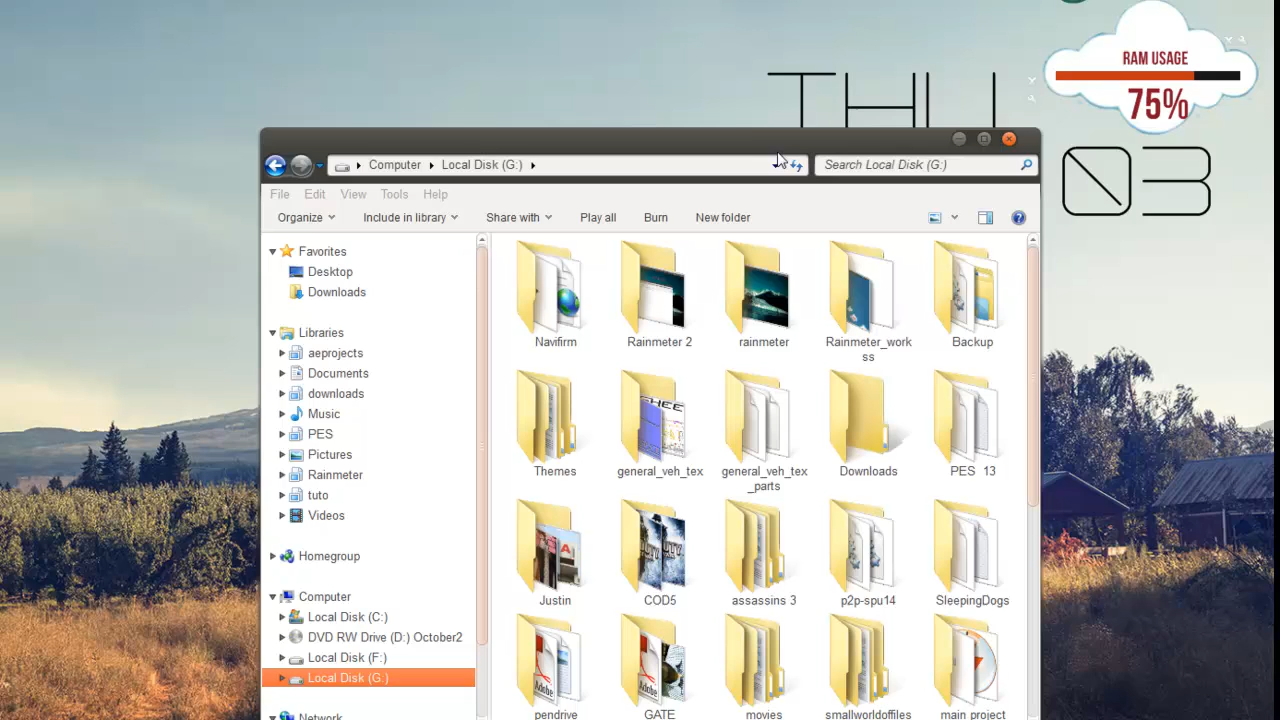 THU
RAM USAGE
75%
03
Computer Local Disk (G:)
Search Local Disk (G:)
File Edit View Tools Help
Organize Include in library Share with Play all Burn New folder
Favorites
Desktop
Downloads
Libraries
aeprojects
Documents
downloads
Music
PES
Pictures
Rainmeter
tuto
Videos
Homegroup
Computer
Local Disk (C:)
DVD RW Drive (D:) October2
Local Disk (F:)
Local Disk (G:)
Network
Navifirm Rainmeter 2 rainmeter Rainmeter_work
ss
Backup
Themes general_veh_tex general_veh_tex
_parts
Downloads PES 13
Justin COD5 assassins 3 p2p-spu14 SleepingDogs
pendrive GATE movies smallworldoffiles main project